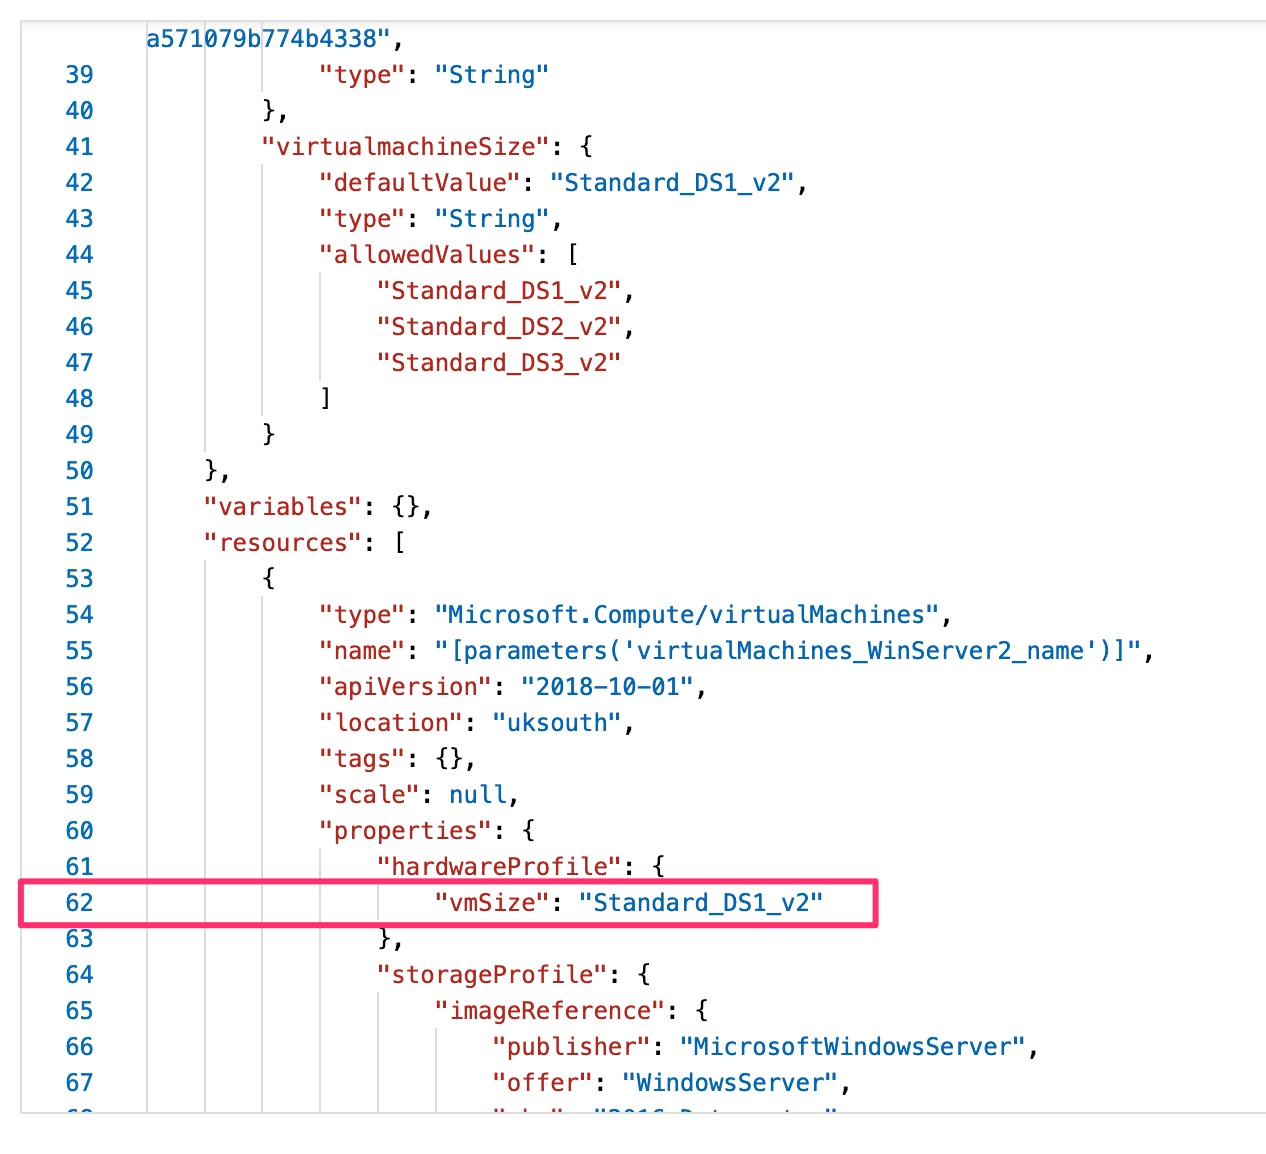 a571079b774b4338",
39 "type": "String"
40 },
41 "virtualmachineSize": {
42 "defaultValue": "Standard_DS1_v2",
43 "type": "String",
44 "allowedValues": [
45 "Standard_DS1_v2",
46 "Standard_DS2_v2",
47 "Standard_DS3_v2"
48 ]
49 }
50 },
51 "variables": {},
52 "resources": [
53 {
54 "type": "Microsoft.Compute/virtualMachines",
55 "name": "[parameters('virtualMachines_WinServer2_name')]",
56 "apiVersion": "2018-10-01",
57 "location": "uksouth",
58 "tags": {},
59 "scale": null,
60 "properties": {
61 "hardwareProfile": {
62 "vmSize": "Standard_DS1_v2"
63 },
64 "storageProfile": {
65 "imageReference": {
66 "publisher": "MicrosoftWindowsServer",
67 "offer": "WindowsServer",